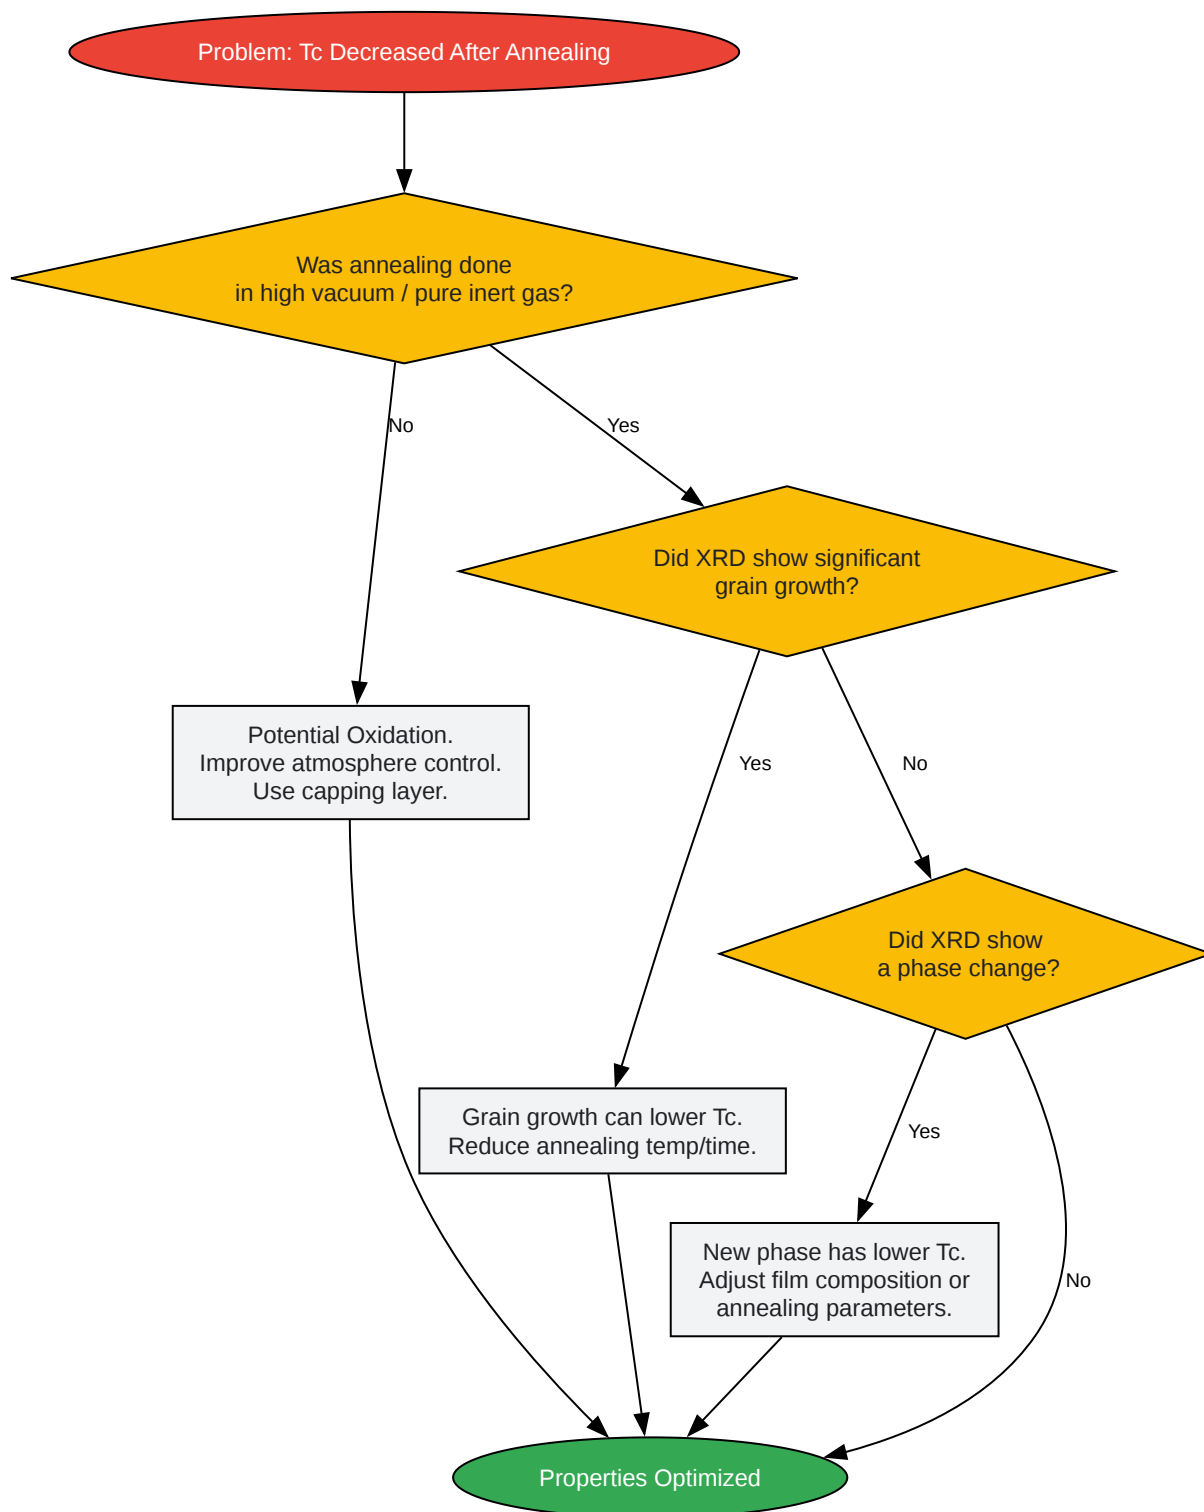 Problem: Tc Decreased After Annealing
Was annealing done
in high vacuum / pure inert gas?
No
Yes
Did XRD show significant
grain growth?
Potential Oxidation.
Improve atmosphere control.
Use capping layer.
Yes
No
Did XRD show
a phase change?
Grain growth can lower Tc.
Reduce annealing temp/time.
Yes
New phase has lower Tc.
Adjust film composition or
annealing parameters.
No
Properties Optimized